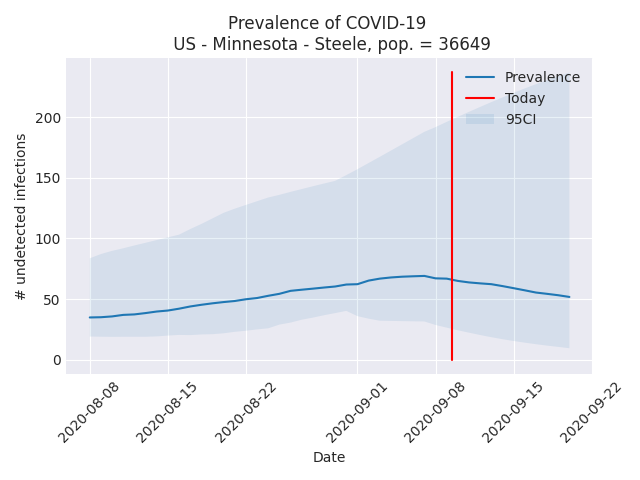 Prevalence of COVID-19
US - Minnesota - Steele, pop. = 36649
Prevalence
Today
95CI
200
150
100
50
0
# undetected infections
2020-08-08
2020-08-15
2020-08-22
2020-09-01
2020-09-08
2020-09-15
2020-09-22
Date